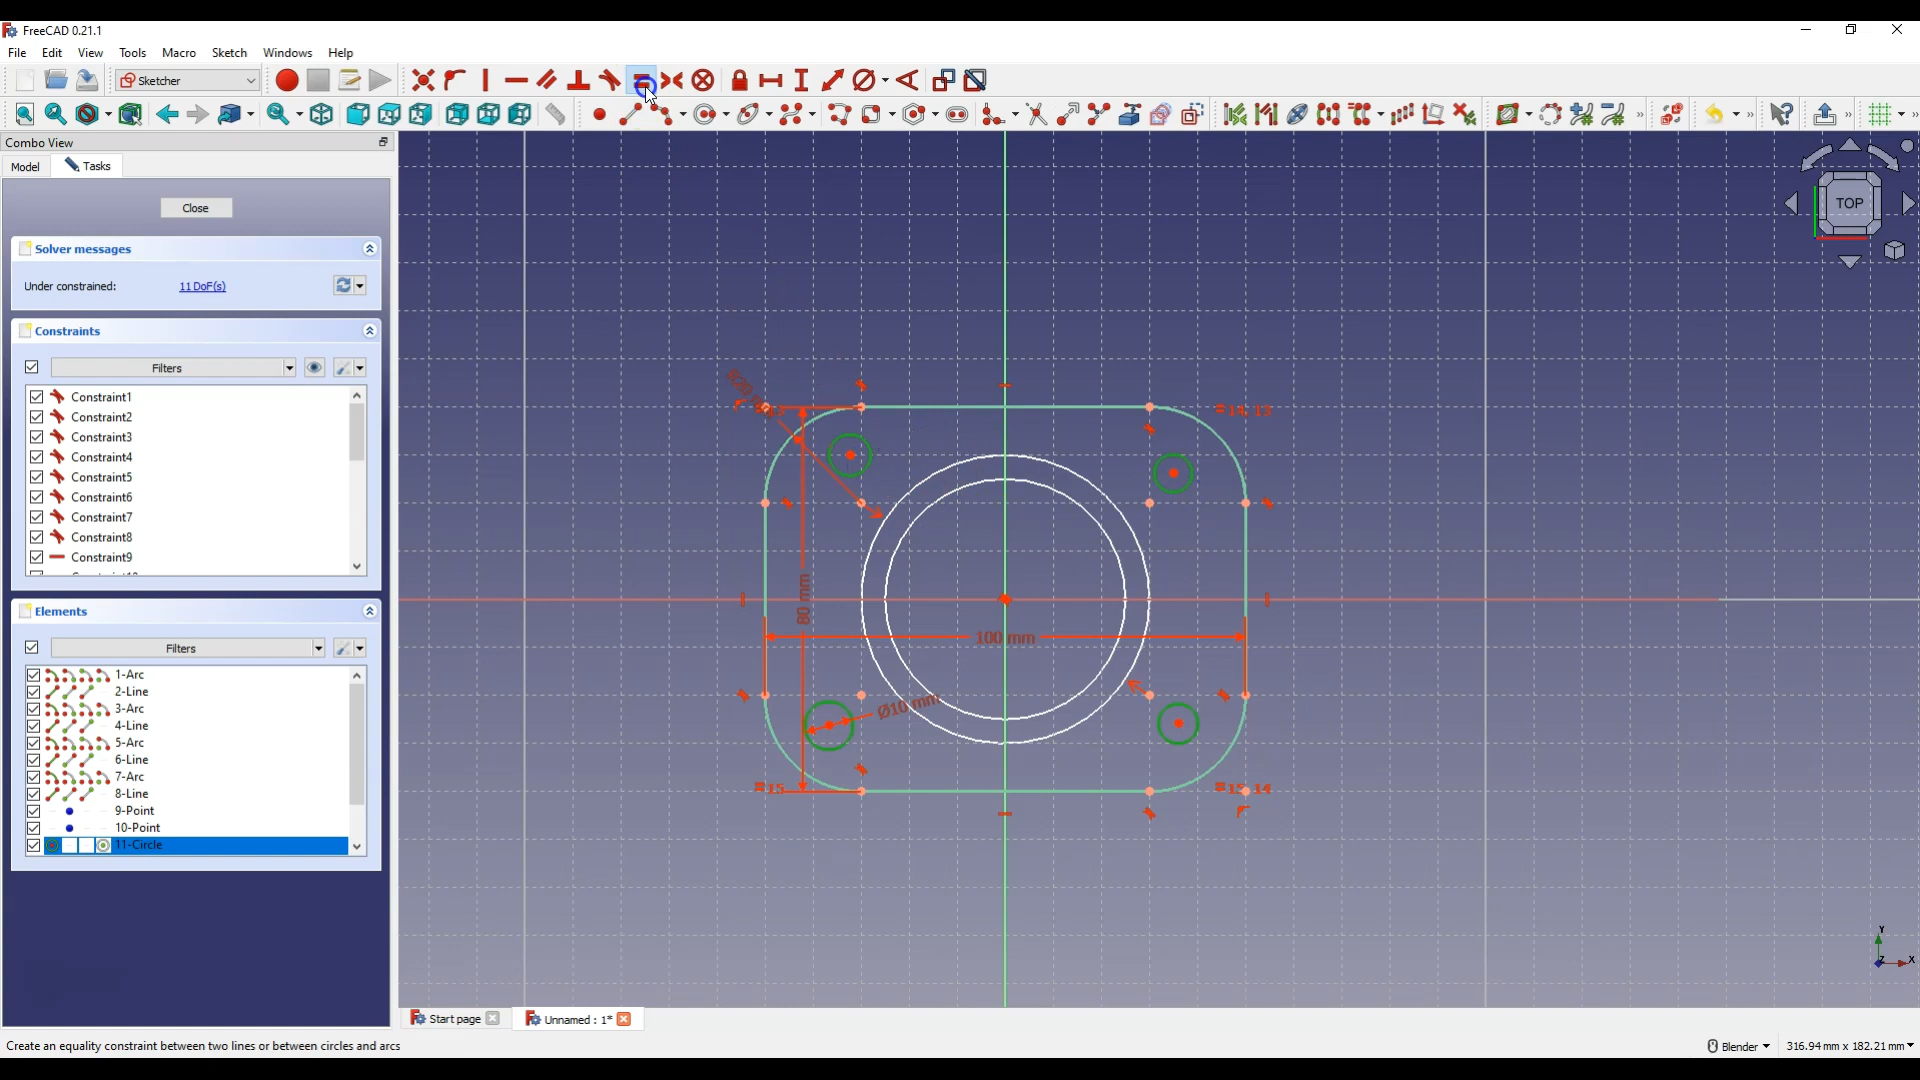 FreeCAD 0.21.1
File Edit View Tools Macro Sketch Windows Help
Sketcher
Combo View
Model Tasks
Close
Solver messages
Under constrained: 11 DoF(s)
Constraints
Filters
Constraint1
Constraint2
Constraint3
Constraint4
Constraint5
Constraint6
Constraint7
Constraint8
Constraint9
Elements
Filters
1-Arc
2-Line
3-Arc
4-Line
5-Arc
6-Line
7-Arc
8-Line
9-Point
10-Point
11-Circle
TOP
14, 13
80 mm
100 mm
Ø10 mm
15
Y
Z
X
Start page
Unnamed : 1*
Create an equality constraint between two lines or between circles and arcs
Blender
316.94 mm x 182.21 mm